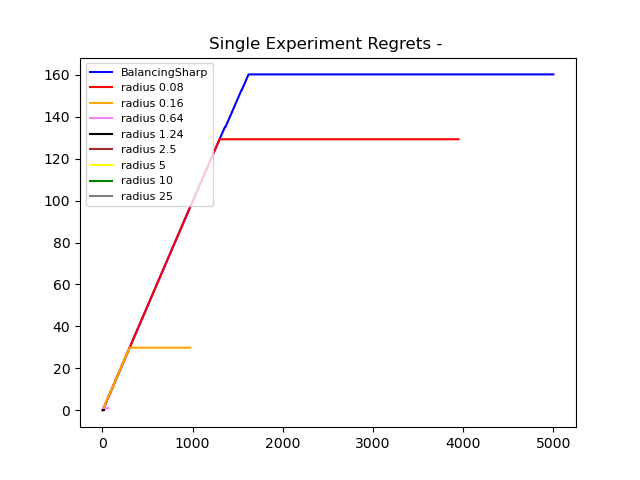 Single Experiment Regrets -
160
140
120
100
80
60
40
20
0
BalancingSharp
radius 0.08
radius 0.16
radius 0.64
radius 1.24
radius 2.5
radius 5
radius 10
radius 25
0 1000 2000 3000 4000 5000